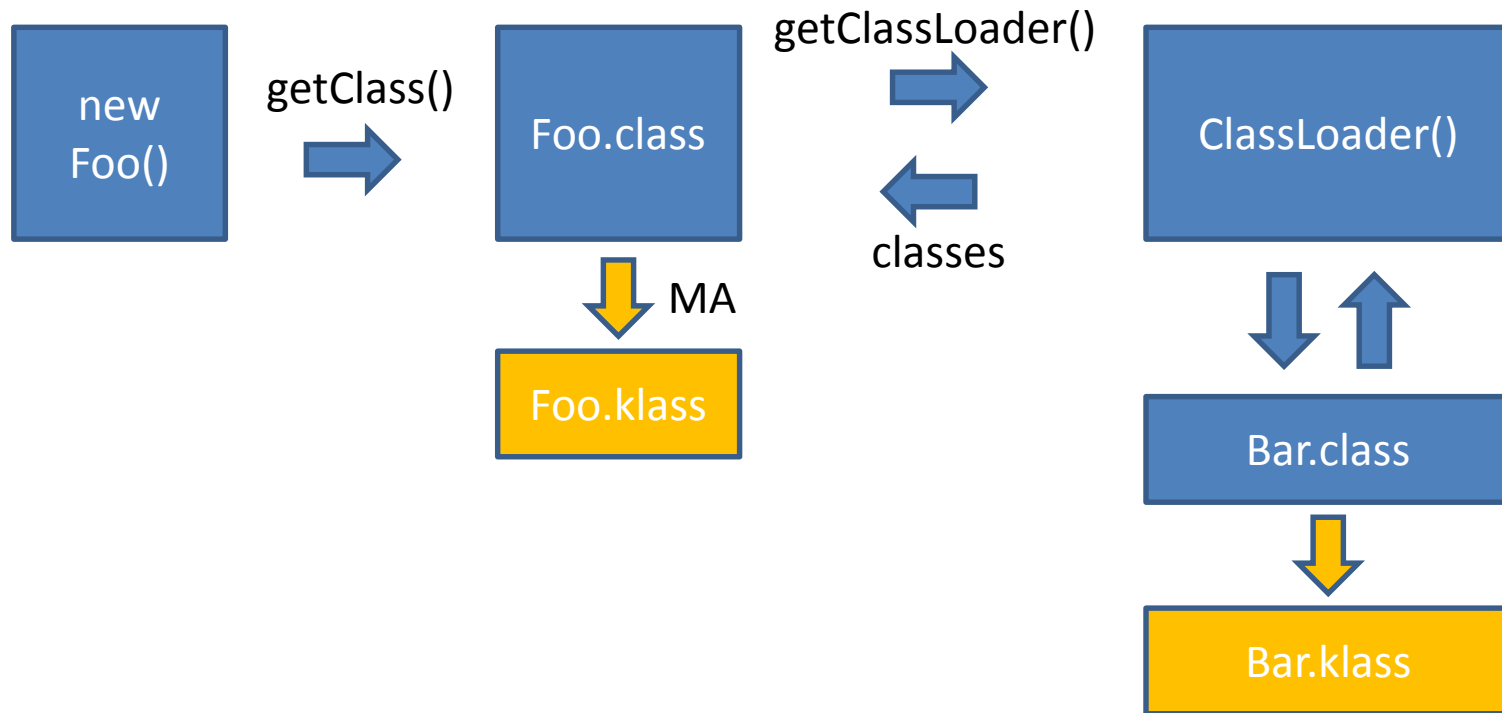 new
Foo()
getClass()
Foo.class
getClassLoader()
classes
ClassLoader()
MA
Foo.klass
Bar.class
Bar.klass